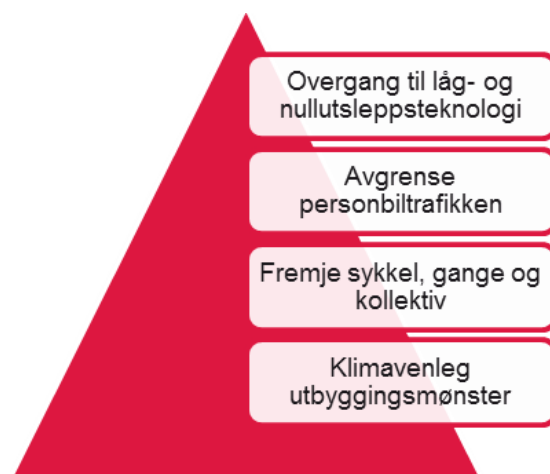 Overgang til låg- og
nullutsleppsteknologi
Avgrense
personbiltrafikken
Fremje sykkel, gange og
kollektiv
Klimavenleg
utbyggingsmønster